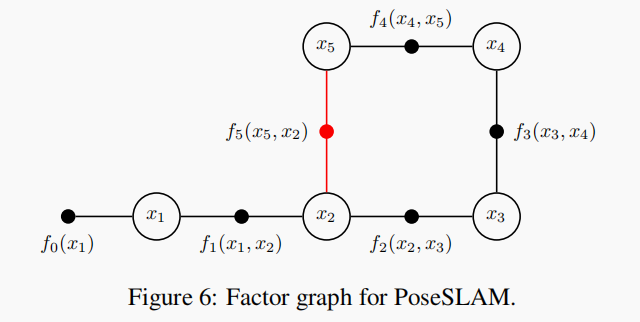 f₄(x₄, x₅)
x₅
x₄
f₅(x₅, x₂)
f₃(x₃, x₄)
x₁
x₂
x₃
f₀(x₁)
f₁(x₁, x₂)
f₂(x₂, x₃)
Figure 6: Factor graph for PoseSLAM.